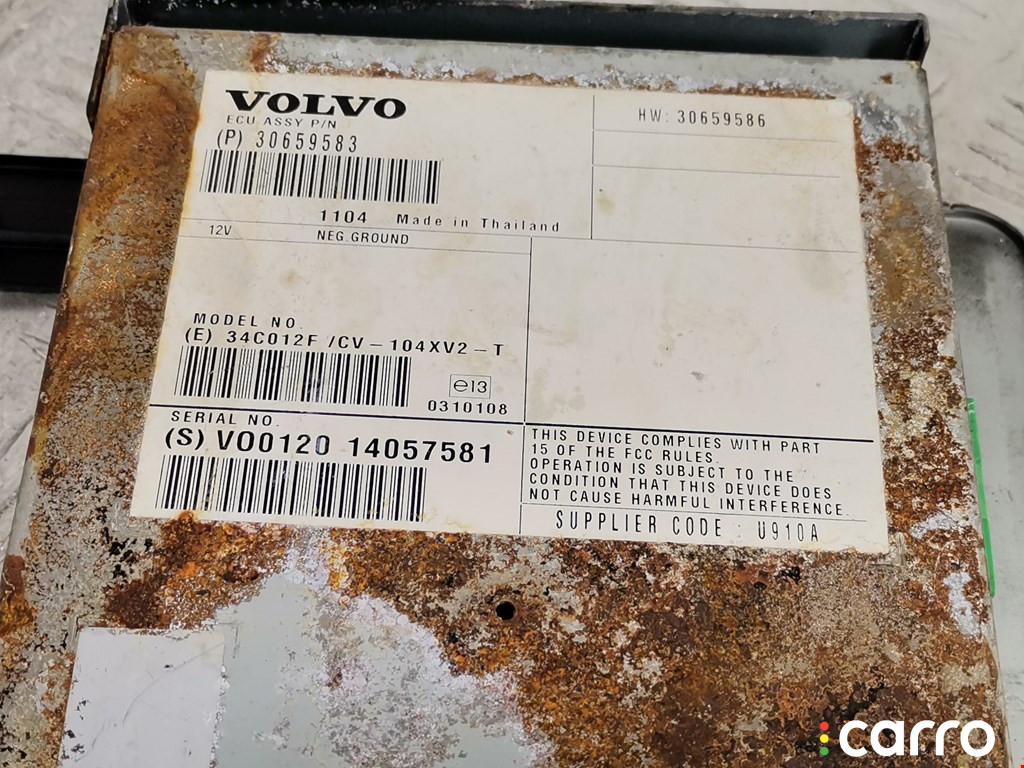 VOLVO
ECU ASSY P/N
(P) 30659583
HW: 30659586
1104 Made in Thailand
12V NEG.GROUND
MODEL NO.
(E) 34C012F /CV-104XV2-T
e13
0310108
SERIAL NO.
(S) VO0120 14057581
THIS DEVICE COMPLIES WITH PART
15 OF THE FCC RULES.
OPERATION IS SUBJECT TO THE
CONDITION THAT THIS DEVICE DOES
NOT CAUSE HARMFUL INTERFERENCE.
SUPPLIER CODE : U910A
carro